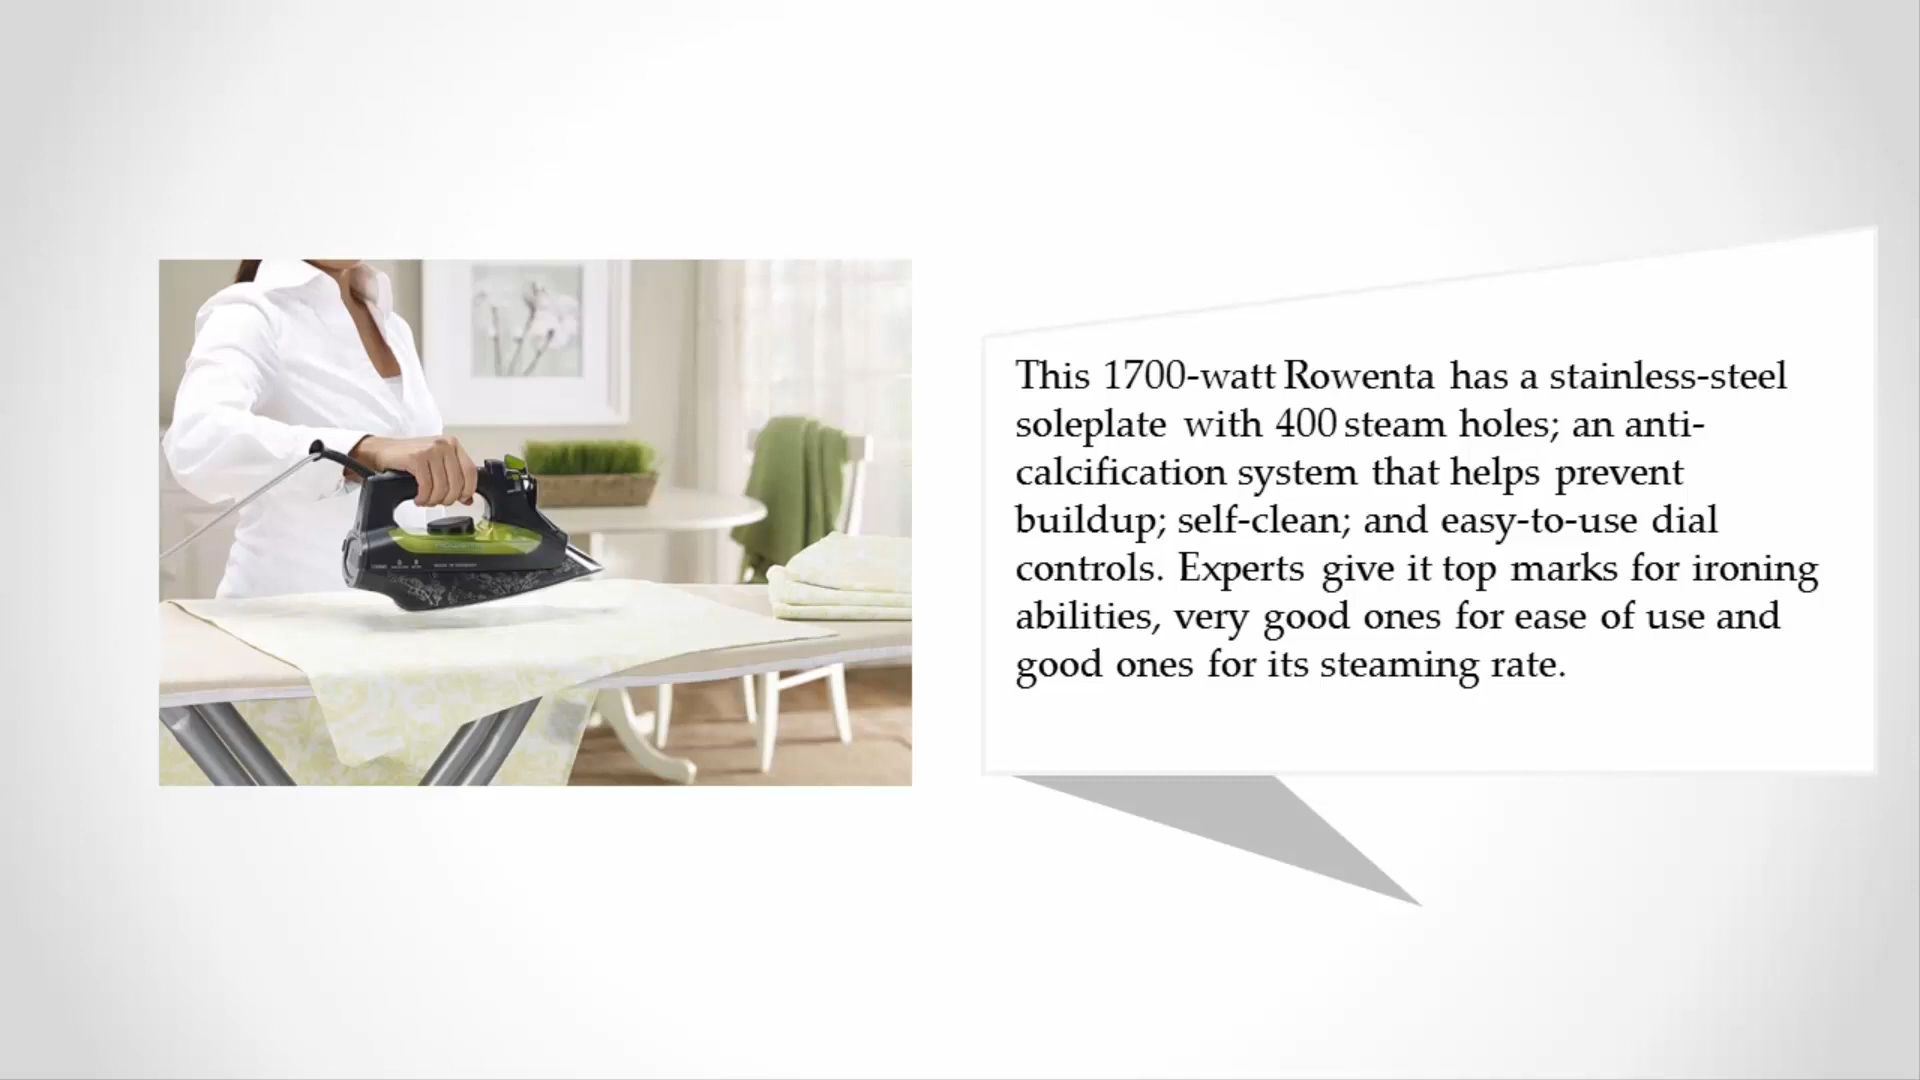 This 1700-watt Rowenta has a stainless-steel
soleplate with 400 steam holes; an anti-
calcification system that helps prevent
buildup; self-clean; and easy-to-use dial
controls. Experts give it top marks for ironing
abilities, very good ones for ease of use and
good ones for its steaming rate.